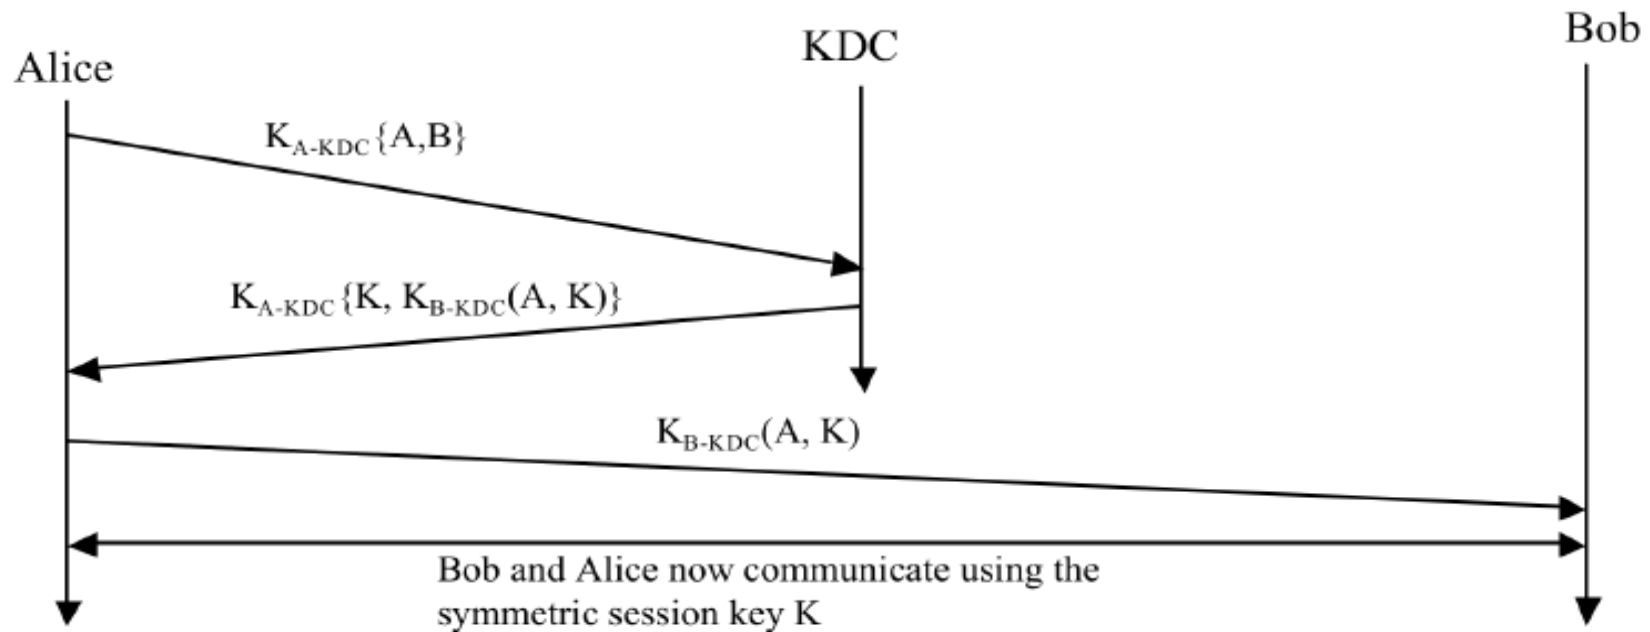 Alice
KDC
Bob
K_A-KDC{A,B}
K_A-KDC{K, K_B-KDC(A, K)}
K_B-KDC(A, K)
Bob and Alice now communicate using the
symmetric session key K